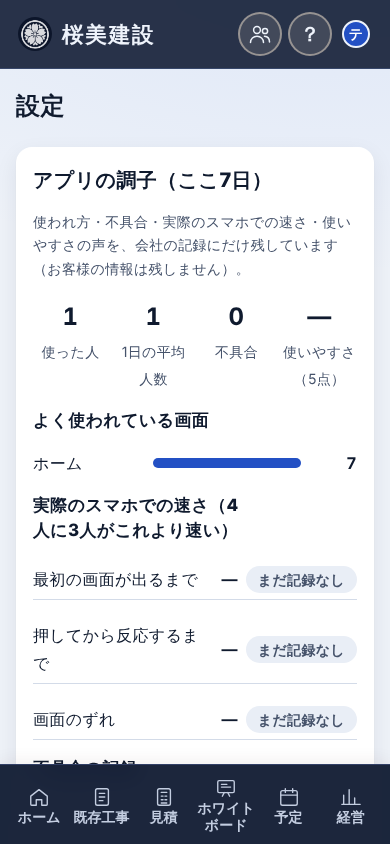 桜美建設
?
テ
設定
アプリの調子（ここ7日）
使われ方・不具合・実際のスマホでの速さ・使い
やすさの声を、会社の記録にだけ残しています
（お客様の情報は残しません）。
1 1 0 —
使った人 1日の平均 不具合 使いやすさ
人数 （5点）
よく使われている画面
ホーム 7
実際のスマホでの速さ（4
人に3人がこれより速い）
最初の画面が出るまで — まだ記録なし
押してから反応するま
で — まだ記録なし
画面のずれ — まだ記録なし
不具合の記録
ホーム 既存工事 見積 ホワイト 予定 経営
ボード